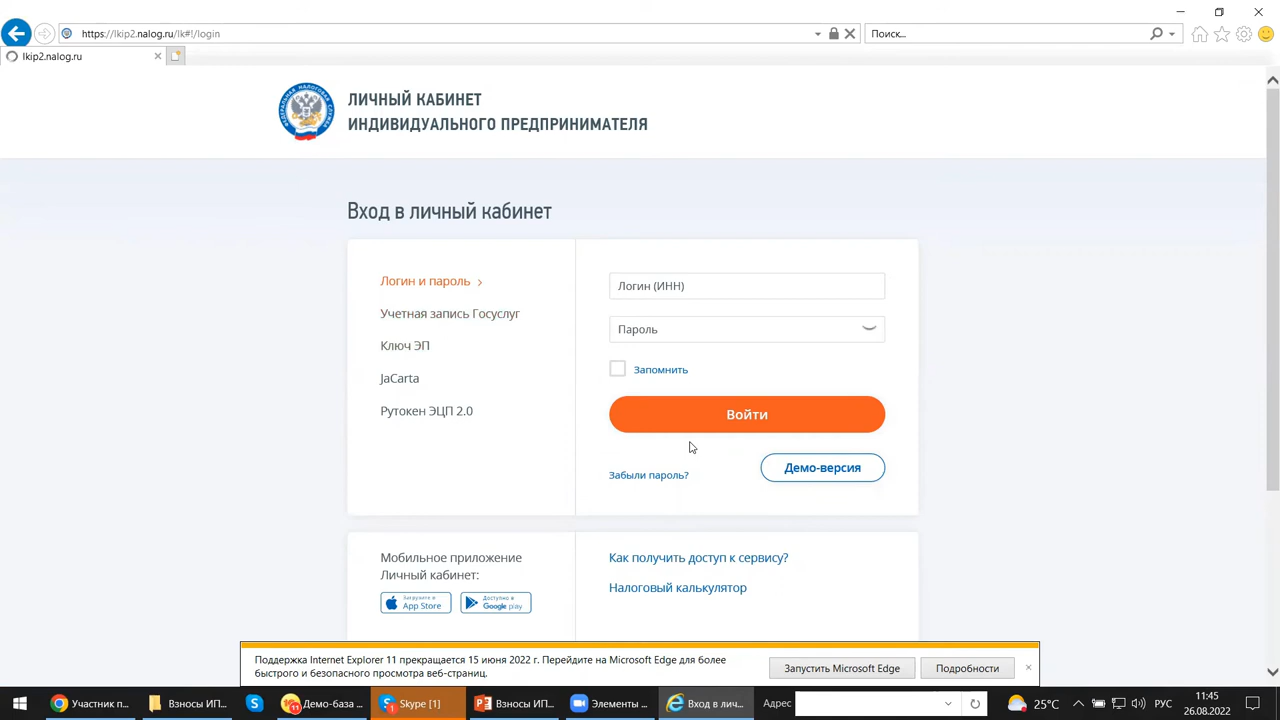 https://lkip2.nalog.ru/lk#!/login
Поиск...
lkip2.nalog.ru
ЛИЧНЫЙ КАБИНЕТ
ИНДИВИДУАЛЬНОГО ПРЕДПРИНИМАТЕЛЯ
Вход в личный кабинет
Логин и пароль
Учетная запись Госуслуг
Ключ ЭП
JaCarta
Рутокен ЭЦП 2.0
Логин (ИНН)
Пароль
Запомнить
Войти
Забыли пароль?
Демо-версия
Мобильное приложение
Личный кабинет:
Загрузите в
App Store
Доступно в
Google play
Как получить доступ к сервису?
Налоговый калькулятор
Поддержка Internet Explorer 11 прекращается 15 июня 2022 г. Перейдите на Microsoft Edge для более
быстрого и безопасного просмотра веб-страниц.
Запустить Microsoft Edge
Подробности
Участник п...
Взносы ИП...
Демо-база ...
Skype [1]
Взносы ИП...
Элементы ...
Вход в лич...
Адрес
25°C
РУС
11:45
26.08.2022